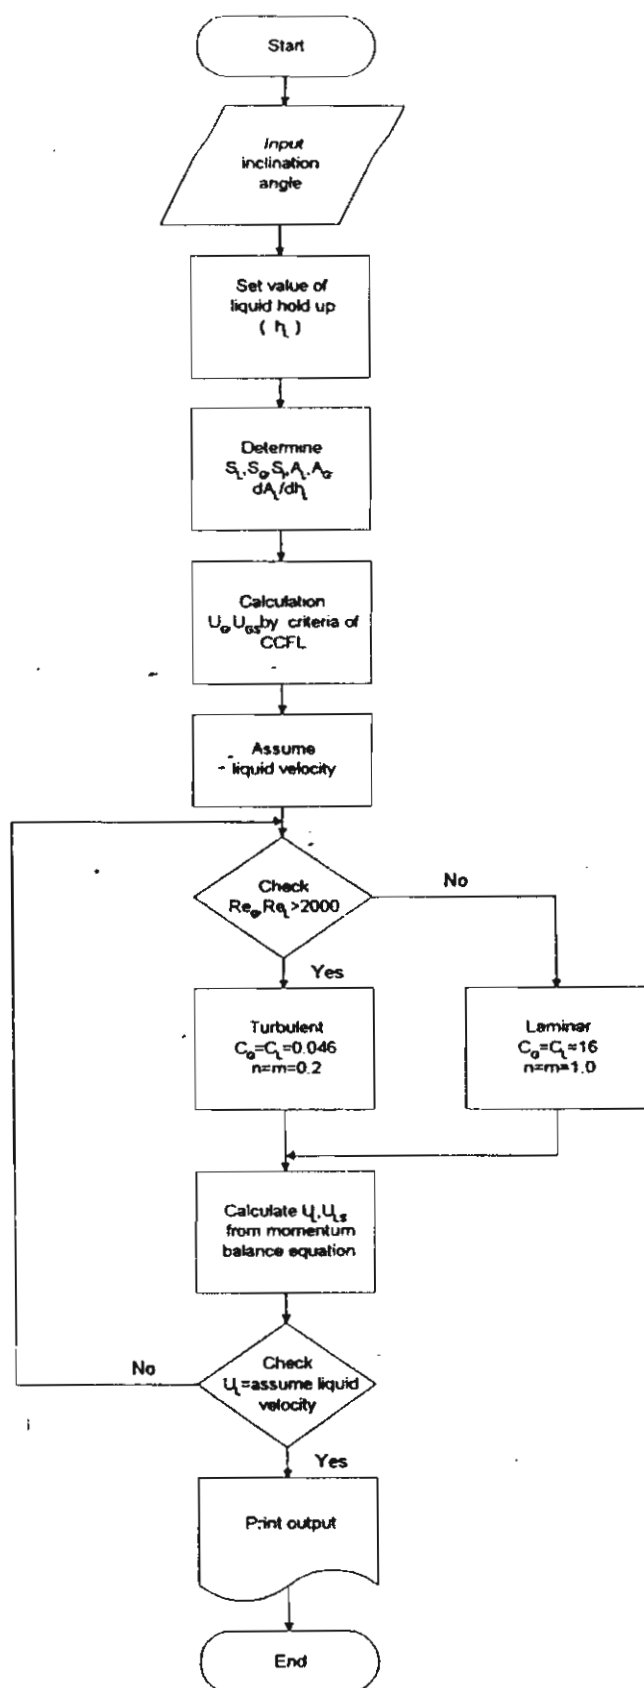 Start
Input
inclination
angle
Set value of
liquid hold up
( h_L )
Determine
S_L,S_G,S_I,A_L,A_G
dA_L/dh_L
Calculation
U_G,U_GS by criteria of
CCFL
Assume
liquid velocity
Check
Re_G,Re_L>2000
No
Yes
Turbulent
C_G=C_L=0.046
n=m=0.2
Laminar
C_G=C_L=16
n=m=1.0
Calculate U_L,U_LS
from momentum
balance equation
No
Check
U_L=assume liquid
velocity
Yes
Print output
End